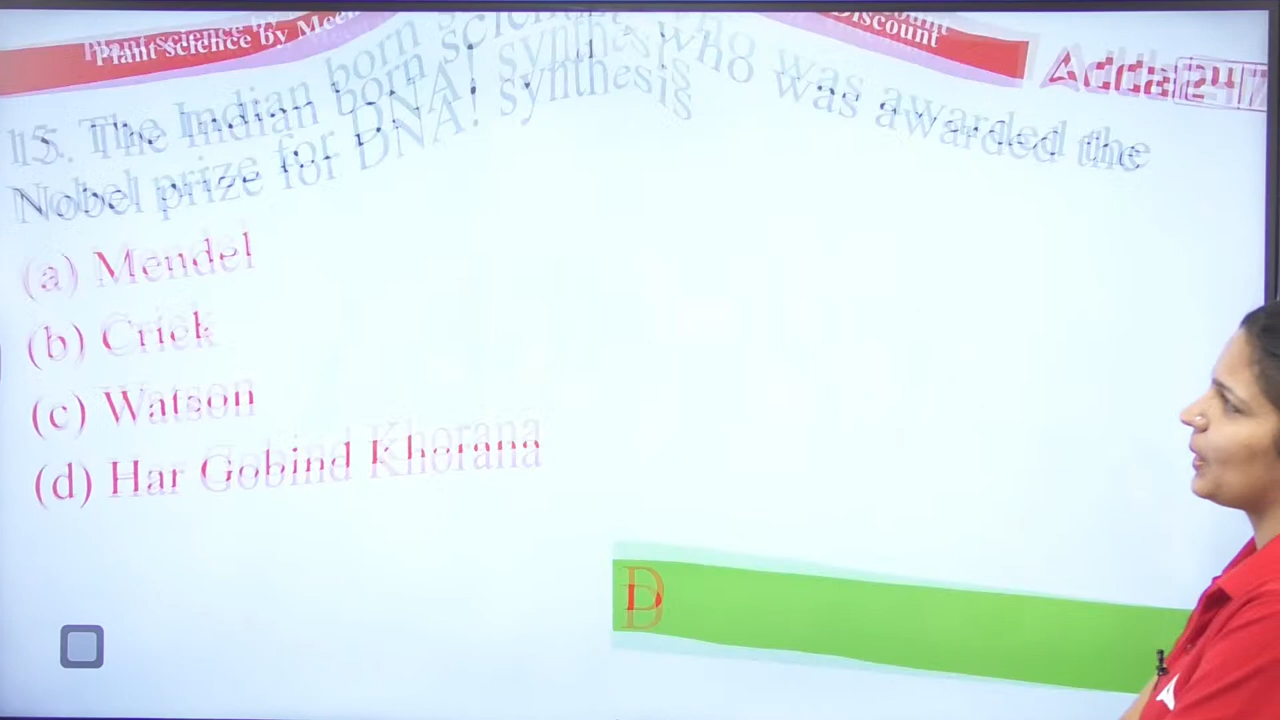 Plant science by Meen
Discount
Adda247
15. The Indian born scientist who was awarded the
Nobel prize for DNA! synthesis
(a) Mendel
(b) Crick
(c) Watson
(d) Har Gobind Khorana
D